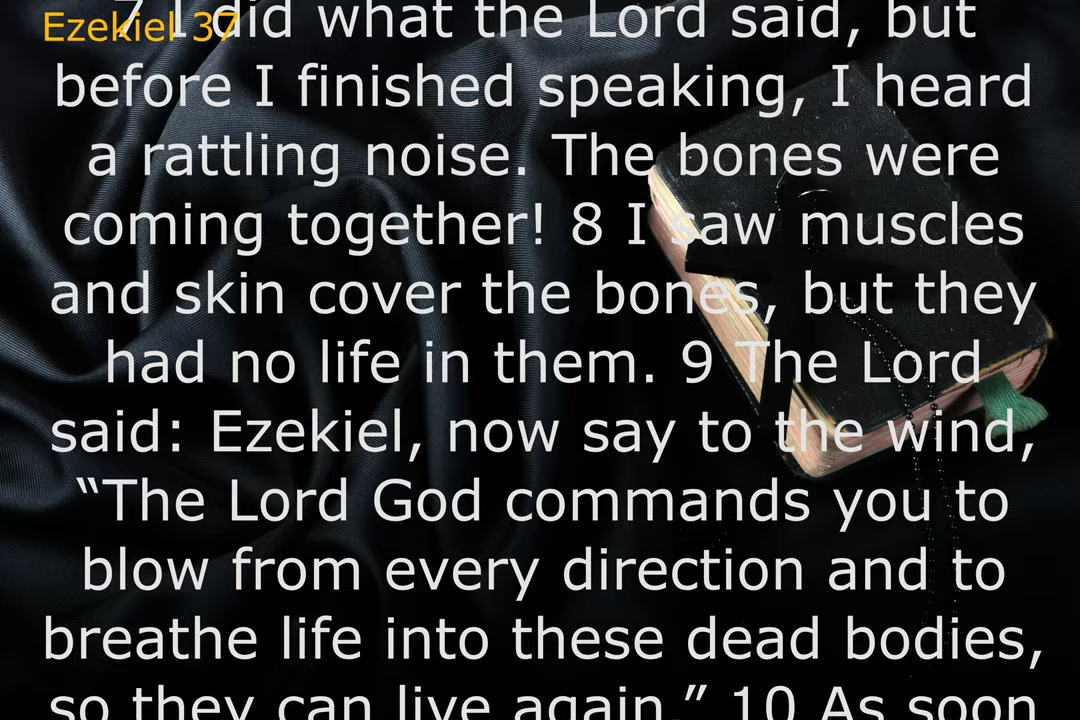 Ezekiel 37
7 I did what the Lord said, but
before I finished speaking, I heard
a rattling noise. The bones were
coming together! 8 I saw muscles
and skin cover the bones, but they
had no life in them. 9 The Lord
said: Ezekiel, now say to the wind,
“The Lord God commands you to
blow from every direction and to
breathe life into these dead bodies,
so they can live again.” 10 As soon